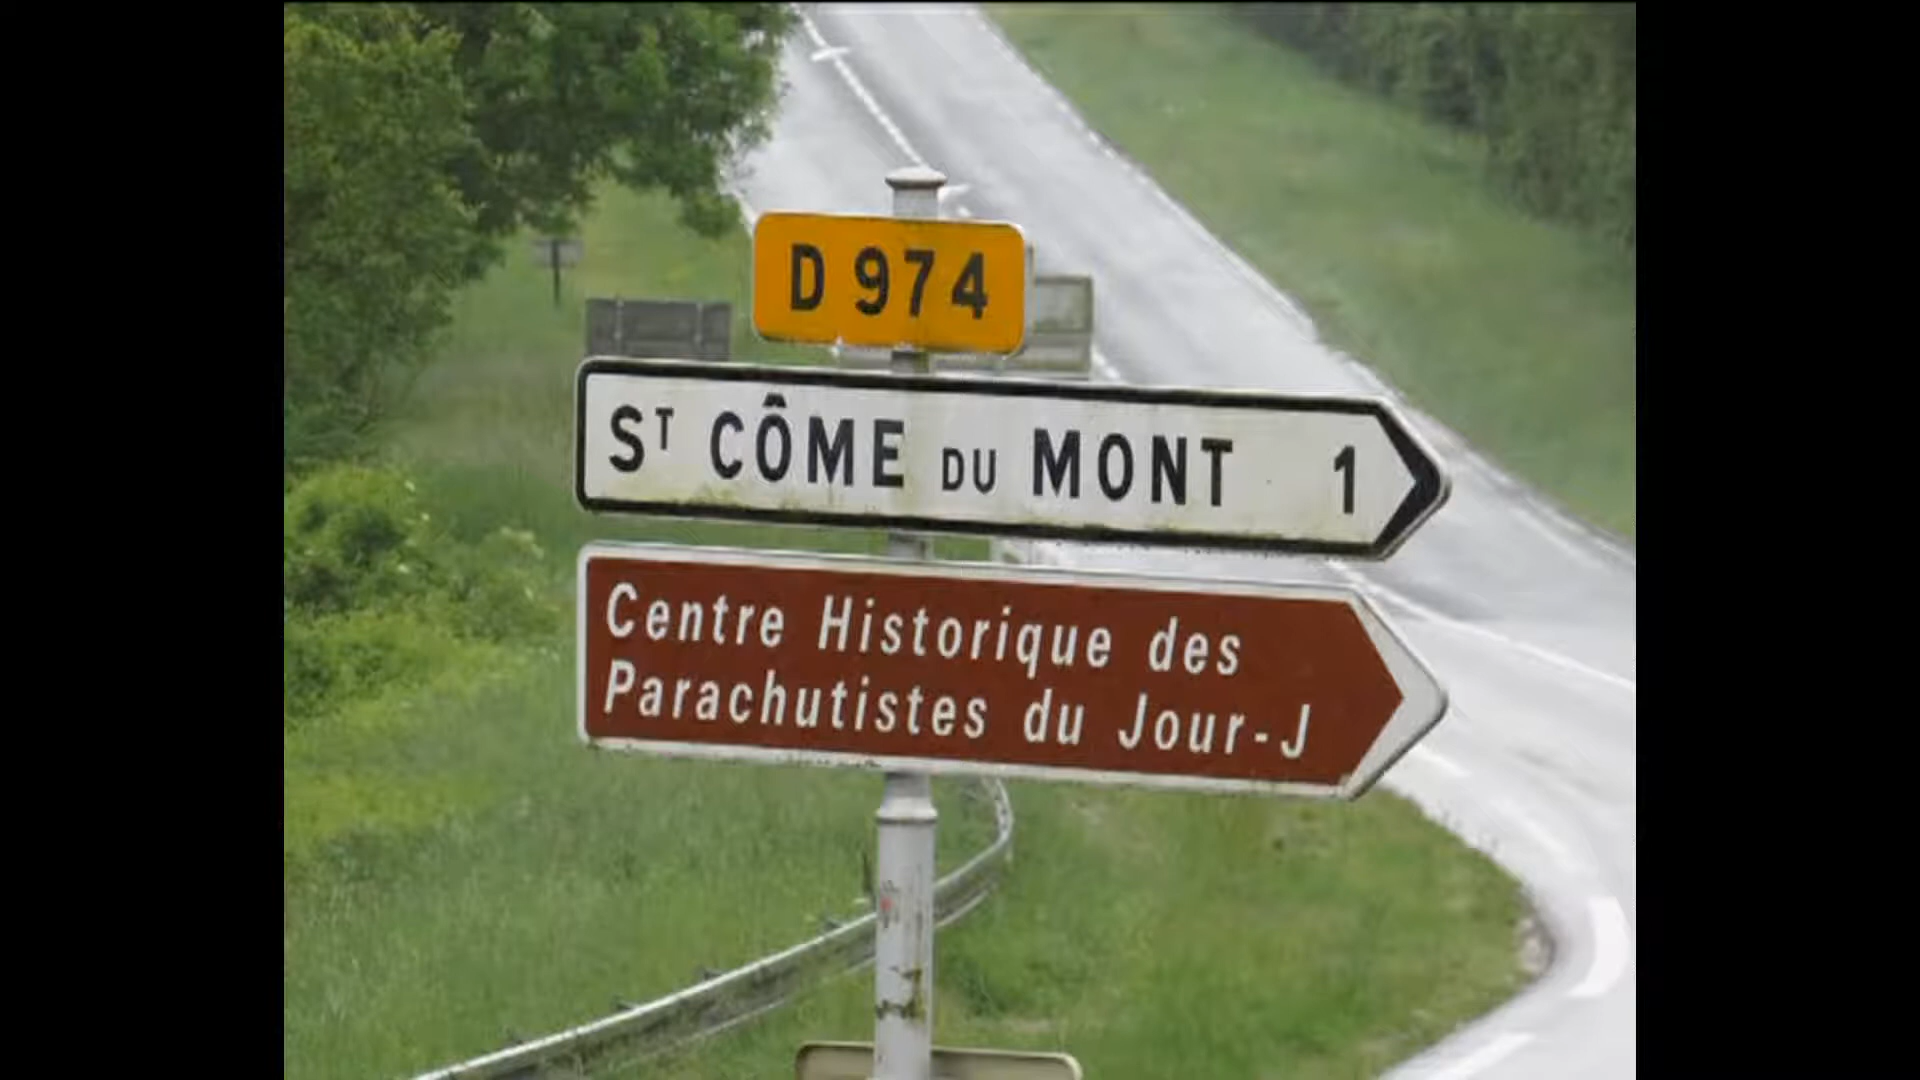 D 974
ST CÔME DU MONT 1
Centre Historique des
Parachutistes du Jour-J